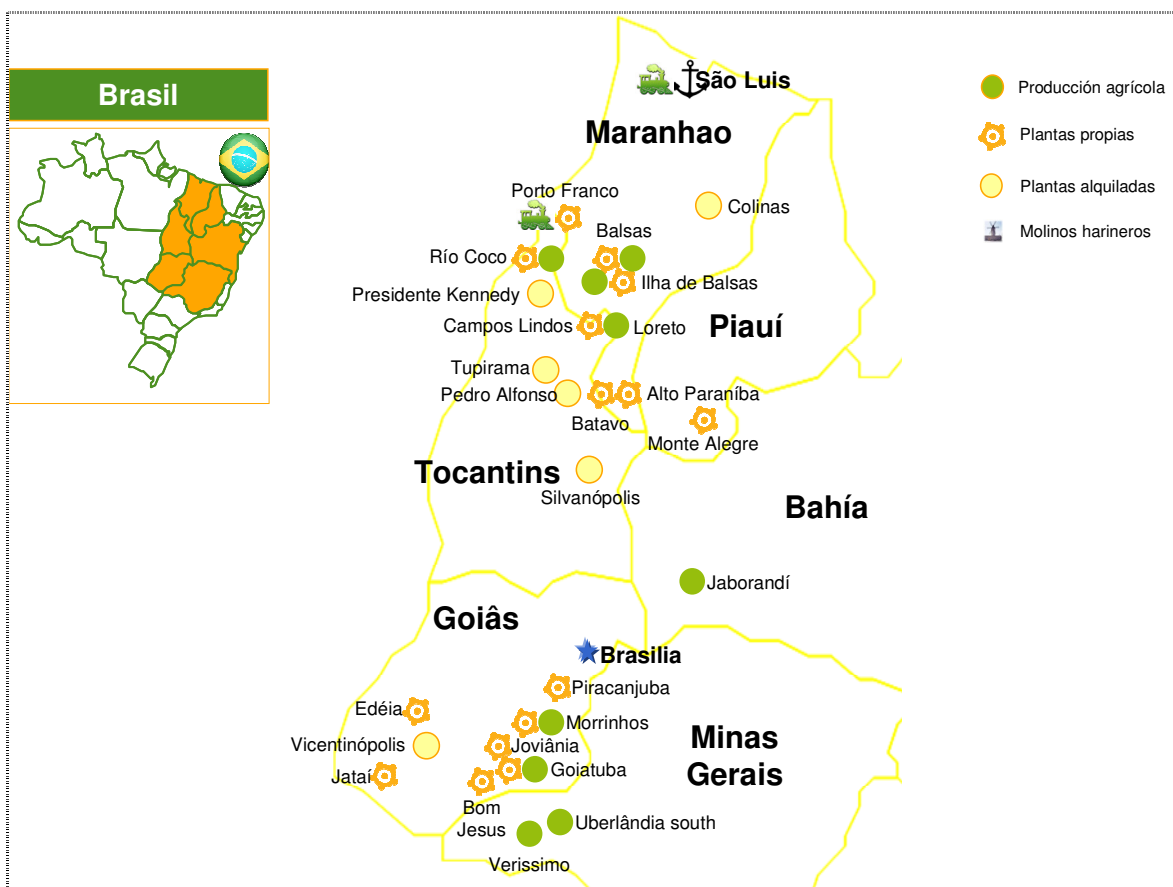 Brasil
São Luis
Maranhao
Porto Franco
Colinas
Balsas
Río Coco
Ilha de Balsas
Presidente Kennedy
Campos Lindos
Loreto
Piauí
Tupirama
Pedro Alfonso
Alto Paraníba
Batavo
Monte Alegre
Tocantins
Silvanópolis
Bahía
Jaborandí
Goiâs
Brasilia
Piracanjuba
Edéia
Morrinhos
Vicentinópolis
Joviânia
Minas
Gerais
Jataí
Goiatuba
Bom
Jesus
Uberlândia south
Verissimo
Producción agrícola
Plantas propias
Plantas alquiladas
Molinos harineros